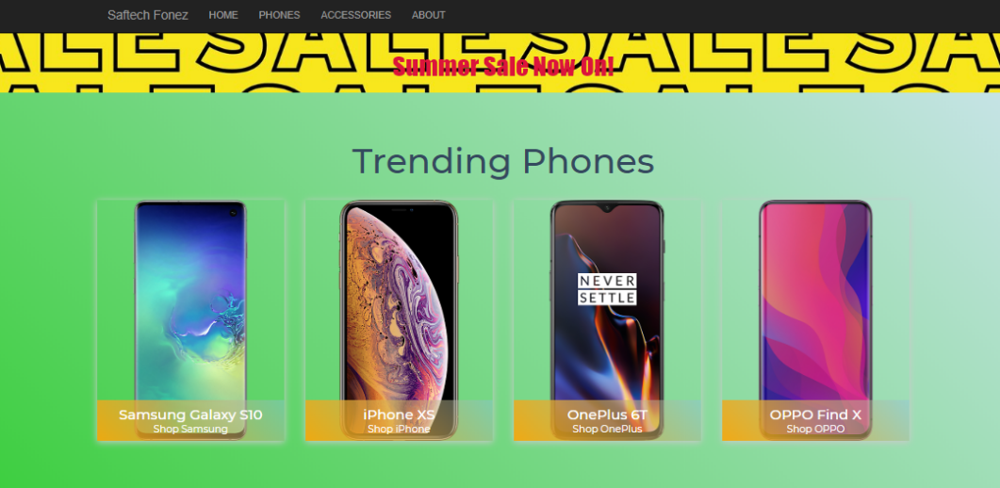 Saftech Fonez HOME PHONES ACCESSORIES ABOUT
ALE SALE SALE SALE SA
Summer Sale Now On!
Trending Phones
NEVER
SETTLE
Samsung Galaxy S10
Shop Samsung
iPhone XS
Shop iPhone
OnePlus 6T
Shop OnePlus
OPPO Find X
Shop OPPO